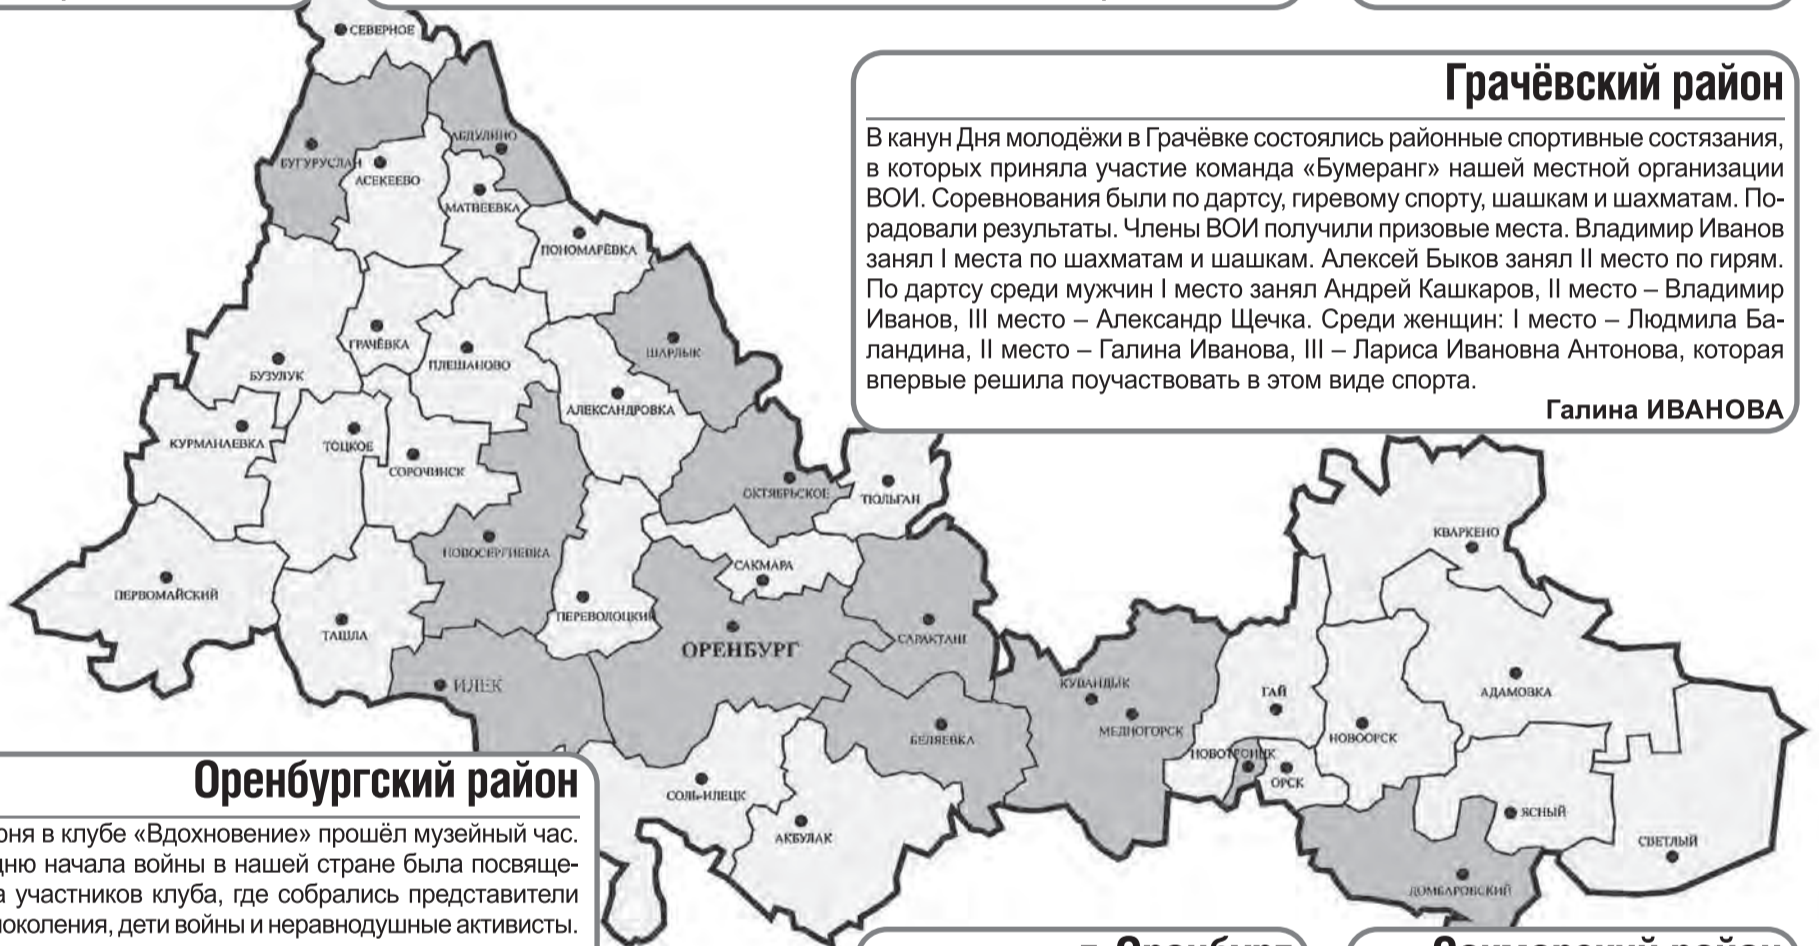 СЕВЕРНОЕ
Грачёвский район
В канун Дня молодёжи в Грачёвке состоялись районные спортивные состязания,
в которых приняла участие команда «Бумеранг» нашей местной организации
ВОИ. Соревнования были по дартсу, гиревому спорту, шашкам и шахматам. По-
радовали результаты. Члены ВОИ получили призовые места. Владимир Иванов
занял I места по шахматам и шашкам. Алексей Быков занял II место по гирям.
По дартсу среди мужчин I место занял Андрей Кашкаров, II место – Владимир
Иванов, III место – Александр Щечка. Среди женщин: I место – Людмила Ба-
ландина, II место – Галина Иванова, III – Лариса Ивановна Антонова, которая
впервые решила поучаствовать в этом виде спорта.
Галина ИВАНОВА
АБДУЛИНО
БУГУРУСЛАН
АСЕКЕЕВО
МАТВЕЕВКА
ПОНОМАРЁВКА
ГРАЧЁВКА
ШАРЛЫК
ПЛЕШАНОВО
БУЗУЛУК
АЛЕКСАНДРОВКА
КУРМАНАЕВКА
ТОЦКОЕ
СОРОЧИНСК
ОКТЯБРЬСКОЕ
ТЮЛЬГАН
КВАРКЕНО
НОВОСЕРГИЕВКА
САКМАРА
ПЕРВОМАЙСКИЙ
ПЕРЕВОЛОЦКИЙ
ТАШЛА
САРАКТАШ
ОРЕНБУРГ
ИЛЕК
КУВАНДЫК
ГАЙ
АДАМОВКА
МЕДНОГОРСК
БЕЛЯЕВКА
НОВООРСК
НОВОТРОИЦК
ОРСК
СОЛЬ-ИЛЕЦК
ЯСНЫЙ
АКБУЛАК
СВЕТЛЫЙ
ДОМБАРОВСКИЙ
Оренбургский район
юня в клубе «Вдохновение» прошёл музейный час.
дню начала войны в нашей стране была посвяще-
а участников клуба, где собрались представители
поколения, дети войны и неравнодушные активисты.
г. Оренбург